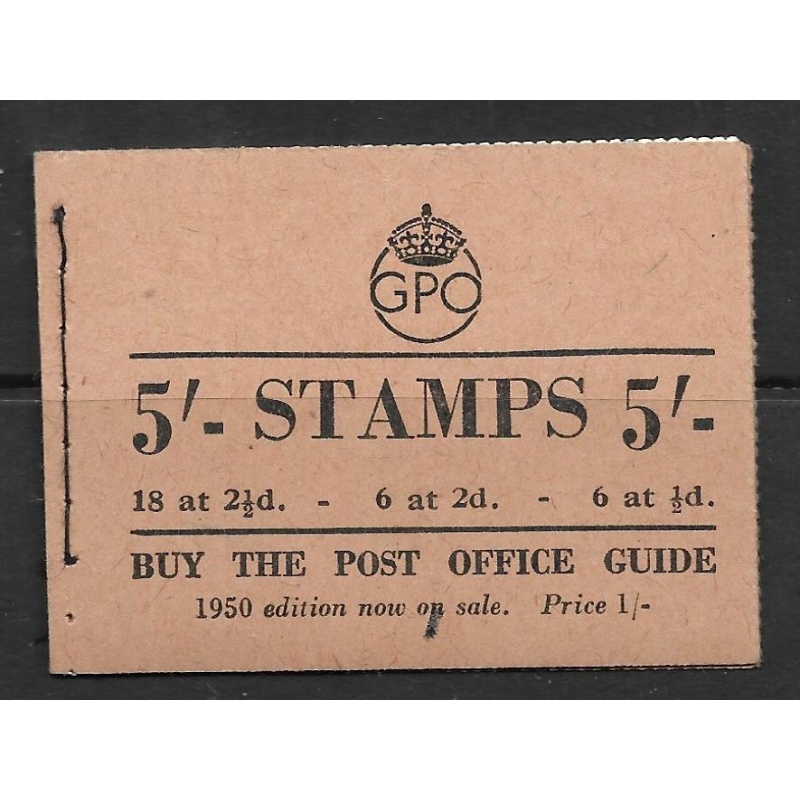 GPO
5/- STAMPS 5/-
18 at 2½d. - 6 at 2d. - 6 at ½d.
BUY THE POST OFFICE GUIDE
1950 edition now on sale. Price 1/-